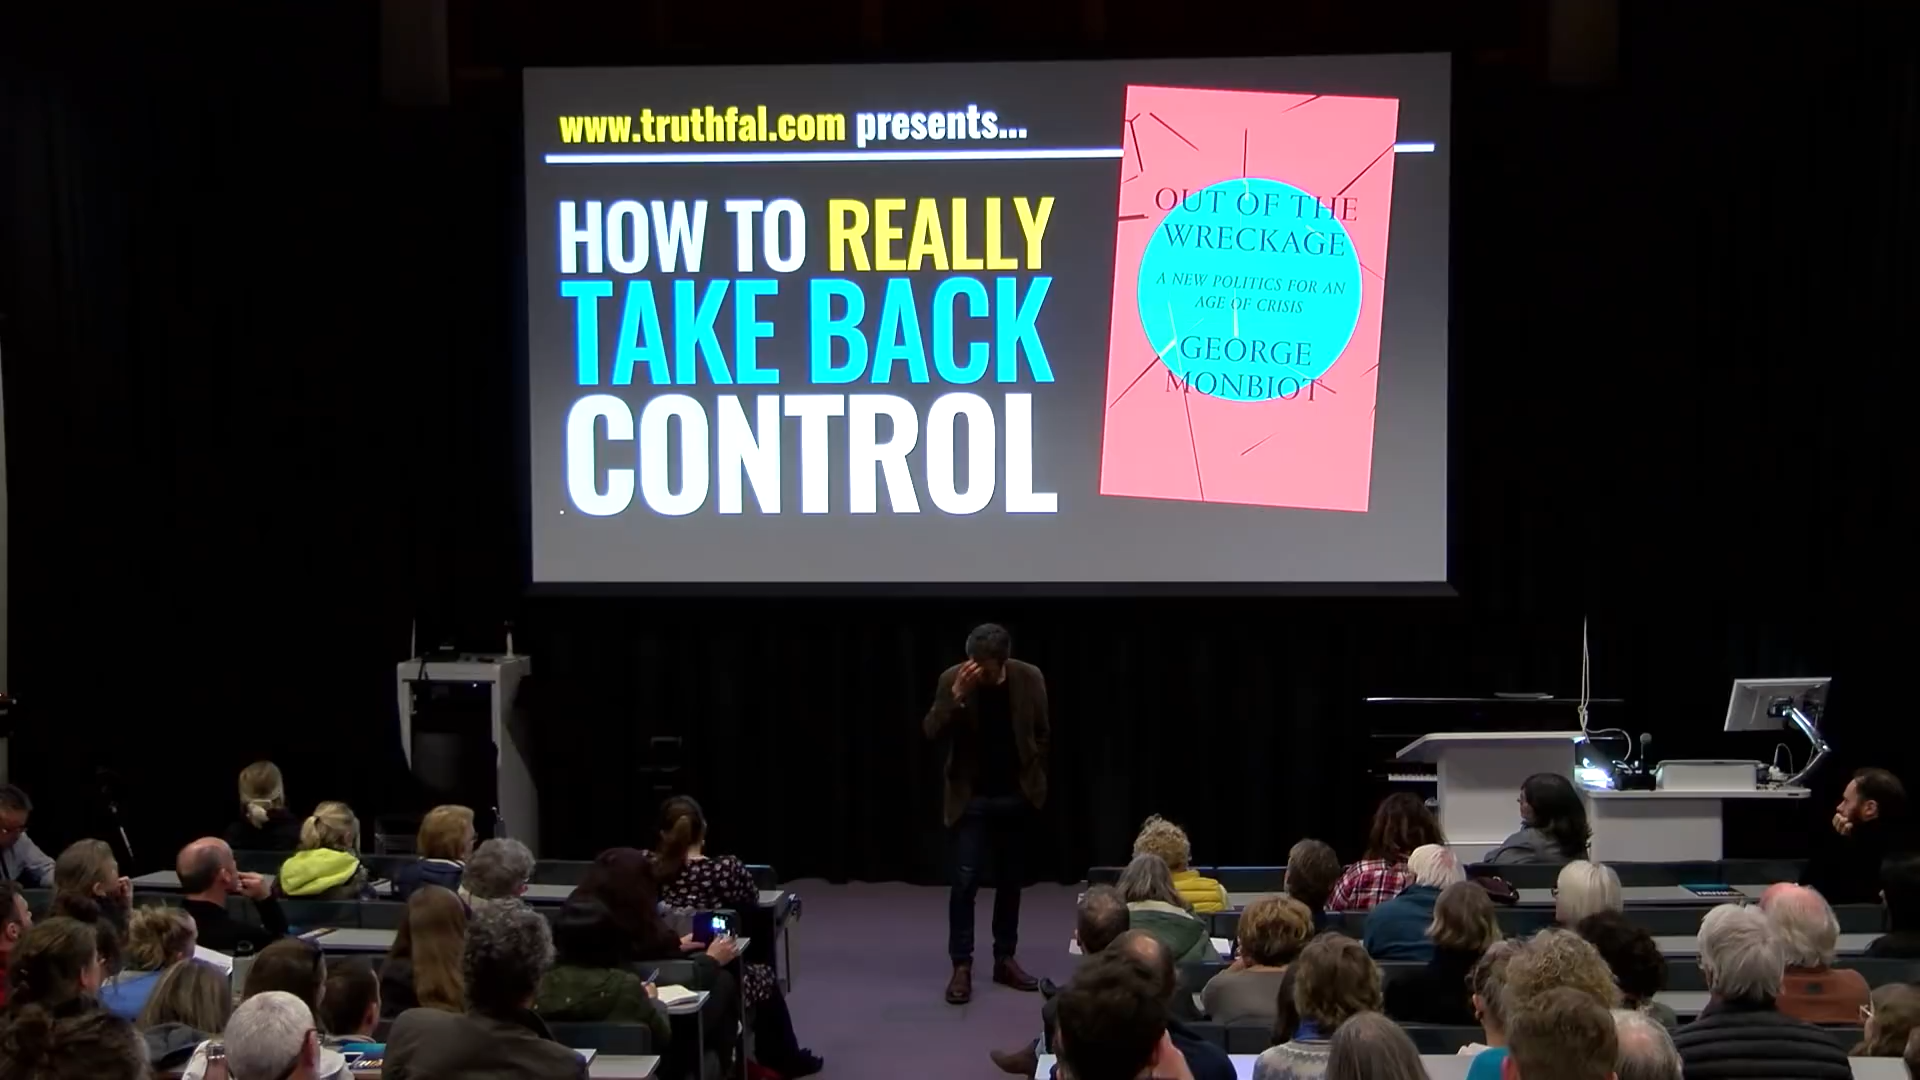 www.truthfal.com presents...
HOW TO REALLY
TAKE BACK
CONTROL
OUT OF THE
WRECKAGE
A NEW POLITICS FOR AN
AGE OF CRISIS
GEORGE
MONBIOT